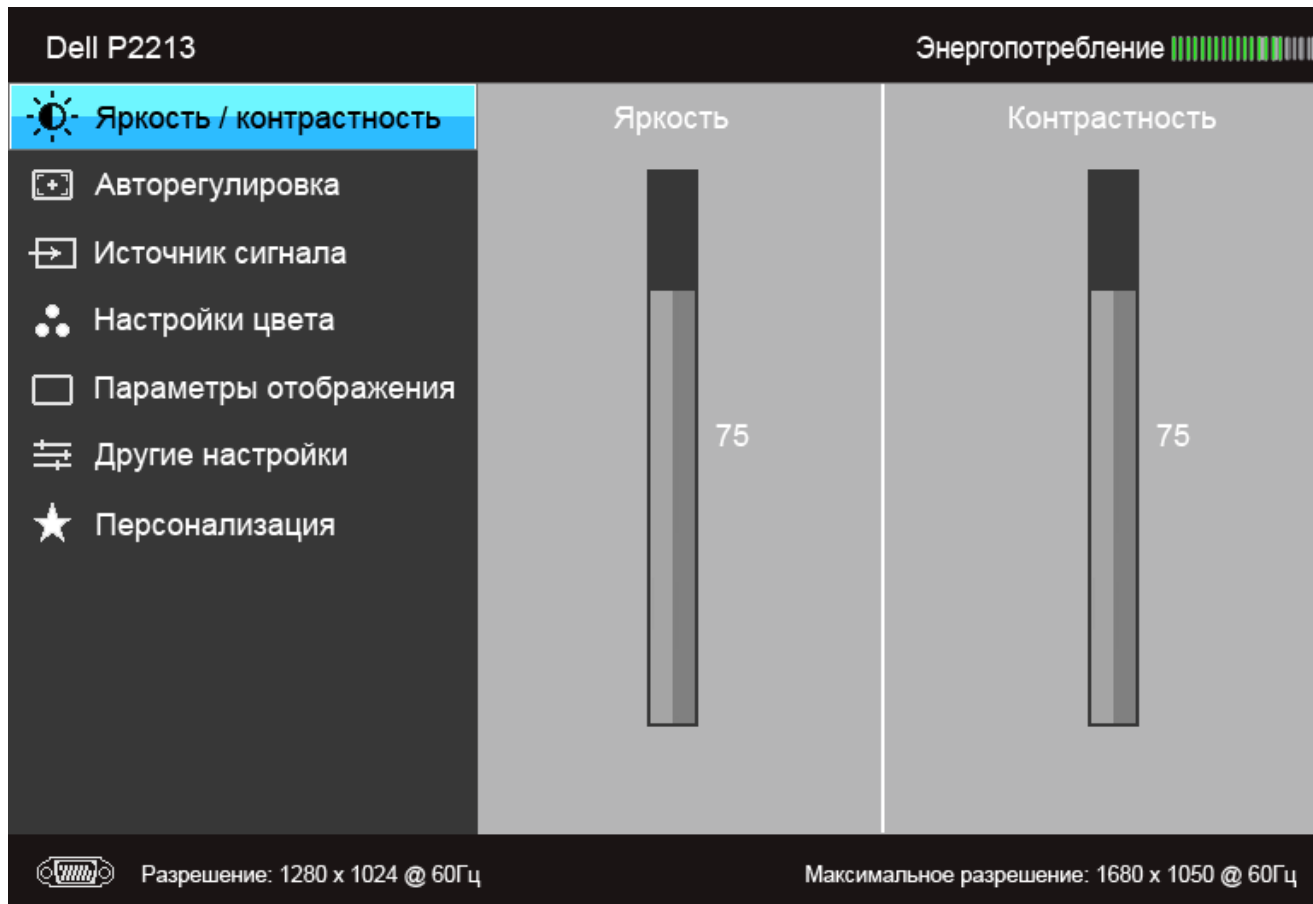 Dell P2213
Энергопотребление
Яркость / контрастность
Авторегулировка
Источник сигнала
Настройки цвета
Параметры отображения
Другие настройки
Персонализация
Яркость
75
Контрастность
75
Разрешение: 1280 x 1024 @ 60Гц
Максимальное разрешение: 1680 x 1050 @ 60Гц